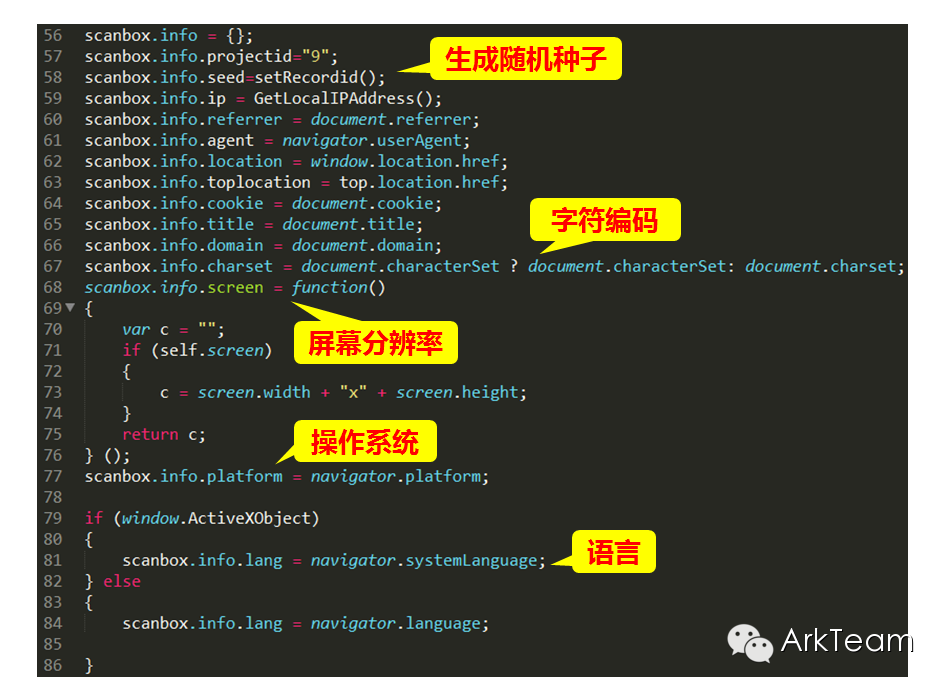 56 scanbox.info = {};
57 scanbox.info.projectid="9";
生成随机种子
58 scanbox.info.seed=setRecordid();
59 scanbox.info.ip = GetLocalIPAddress();
60 scanbox.info.referrer = document.referrer;
61 scanbox.info.agent = navigator.userAgent;
62 scanbox.info.location = window.location.href;
63 scanbox.info.toplocation = top.location.href;
64 scanbox.info.cookie = document.cookie;
65 scanbox.info.title = document.title;
字符编码
66 scanbox.info.domain = document.domain;
67 scanbox.info.charset = document.characterSet ? document.characterSet: document.charset;
68 scanbox.info.screen = function()
69 {
70 var c = "";
屏幕分辨率
71 if (self.screen)
72 {
73 c = screen.width + "x" + screen.height;
74 }
75 return c;
操作系统
76 } ();
77 scanbox.info.platform = navigator.platform;
78
79 if (window.ActiveXObject)
80 {
81 scanbox.info.lang = navigator.systemLanguage;
语言
82 } else
83 {
84 scanbox.info.lang = navigator.language;
85
86 }
ArkTeam